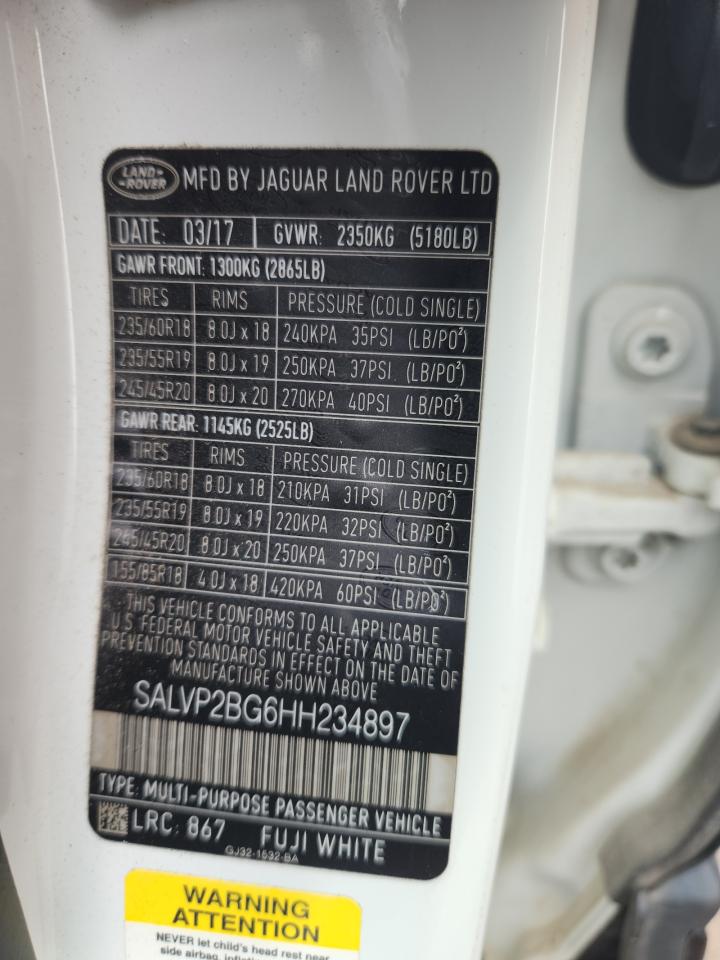 LAND-ROVER MFD BY JAGUAR LAND ROVER LTD
DATE: 03/17 GVWR: 2350KG (5180LB)
GAWR FRONT: 1300KG (2865LB)
TIRES RIMS PRESSURE (COLD SINGLE)
235/60R18 8.0J x 18 240KPA 35PSI (LB/PO²)
235/55R19 8.0J x 19 250KPA 37PSI (LB/PO²)
245/45R20 8.0J x 20 270KPA 40PSI (LB/PO²)
GAWR REAR: 1145KG (2525LB)
TIRES RIMS PRESSURE (COLD SINGLE)
235/60R18 8.0J x 18 210KPA 31PSI (LB/PO²)
235/55R19 8.0J x 19 220KPA 32PSI (LB/PO²)
245/45R20 8.0J x 20 250KPA 37PSI (LB/PO²)
155/85R18 4.0J x 18 420KPA 60PSI (LB/PO²)
THIS VEHICLE CONFORMS TO ALL APPLICABLE
U.S. FEDERAL MOTOR VEHICLE SAFETY AND THEFT
PREVENTION STANDARDS IN EFFECT ON THE DATE OF
MANUFACTURE SHOWN ABOVE
SALVP2BG6HH234897
TYPE: MULTI-PURPOSE PASSENGER VEHICLE
LRC: 867 FUJI WHITE
GJ32-1532-BA
WARNING
ATTENTION
NEVER let child's head rest near
side airbag,